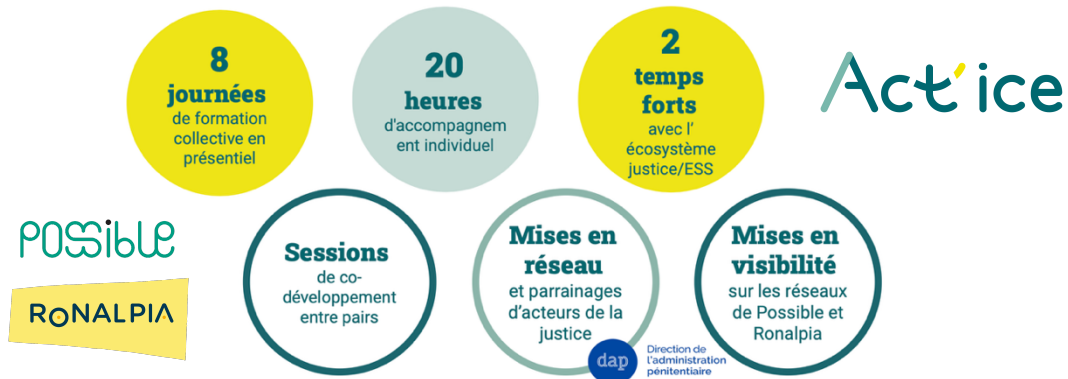 8
journées
de formation
collective en
présentiel
20
heures
d'accompagnem
ent individuel
2
temps
forts
avec l'
écosystème
justice/ESS
Act'ice
POSSibLE
RONALPIA
Sessions
de co-
développement
entre pairs
Mises en
réseau
et parrainages
d'acteurs de la
justice
dap
Direction de
l'administration
pénitentiaire
Mises en
visibilité
sur les réseaux
de Possible et
Ronalpia